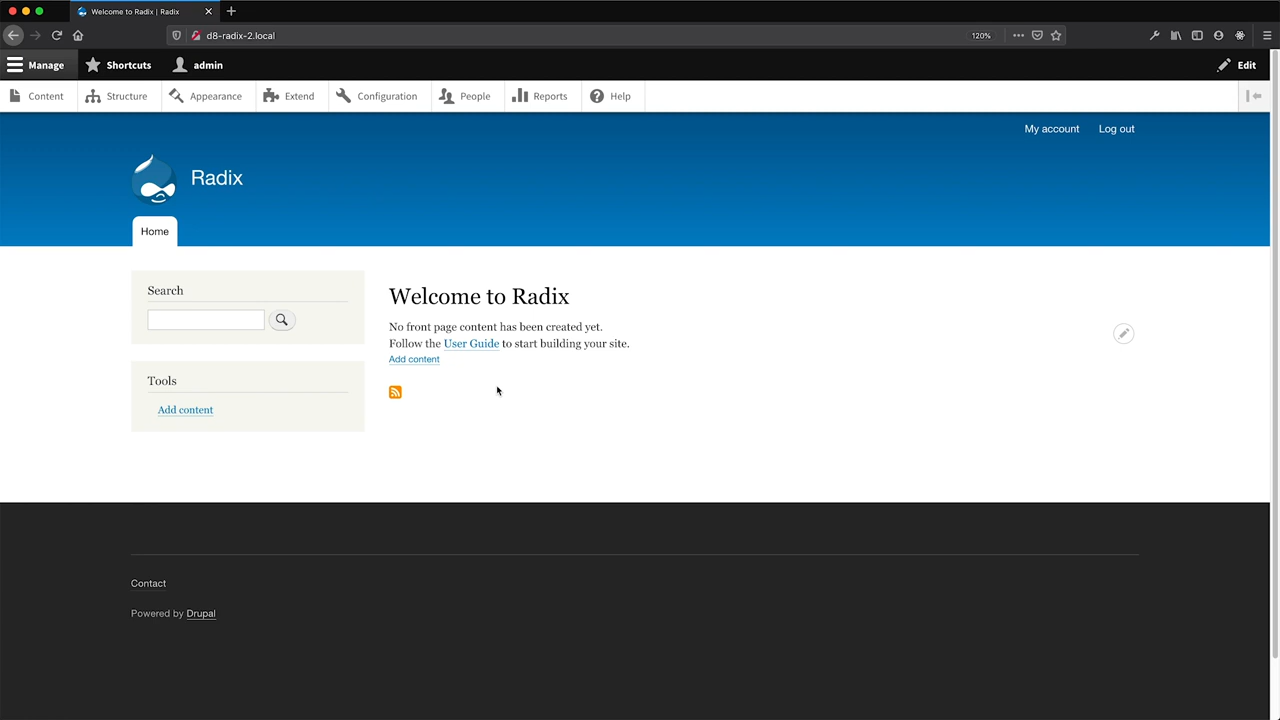 Welcome to Radix | Radix
d8-radix-2.local
120%
Manage
Shortcuts
admin
Edit
Content
Structure
Appearance
Extend
Configuration
People
Reports
Help
My account
Log out
Radix
Home
Search
Welcome to Radix
No front page content has been created yet.
Follow the User Guide to start building your site.
Add content
Tools
Add content
Contact
Powered by Drupal